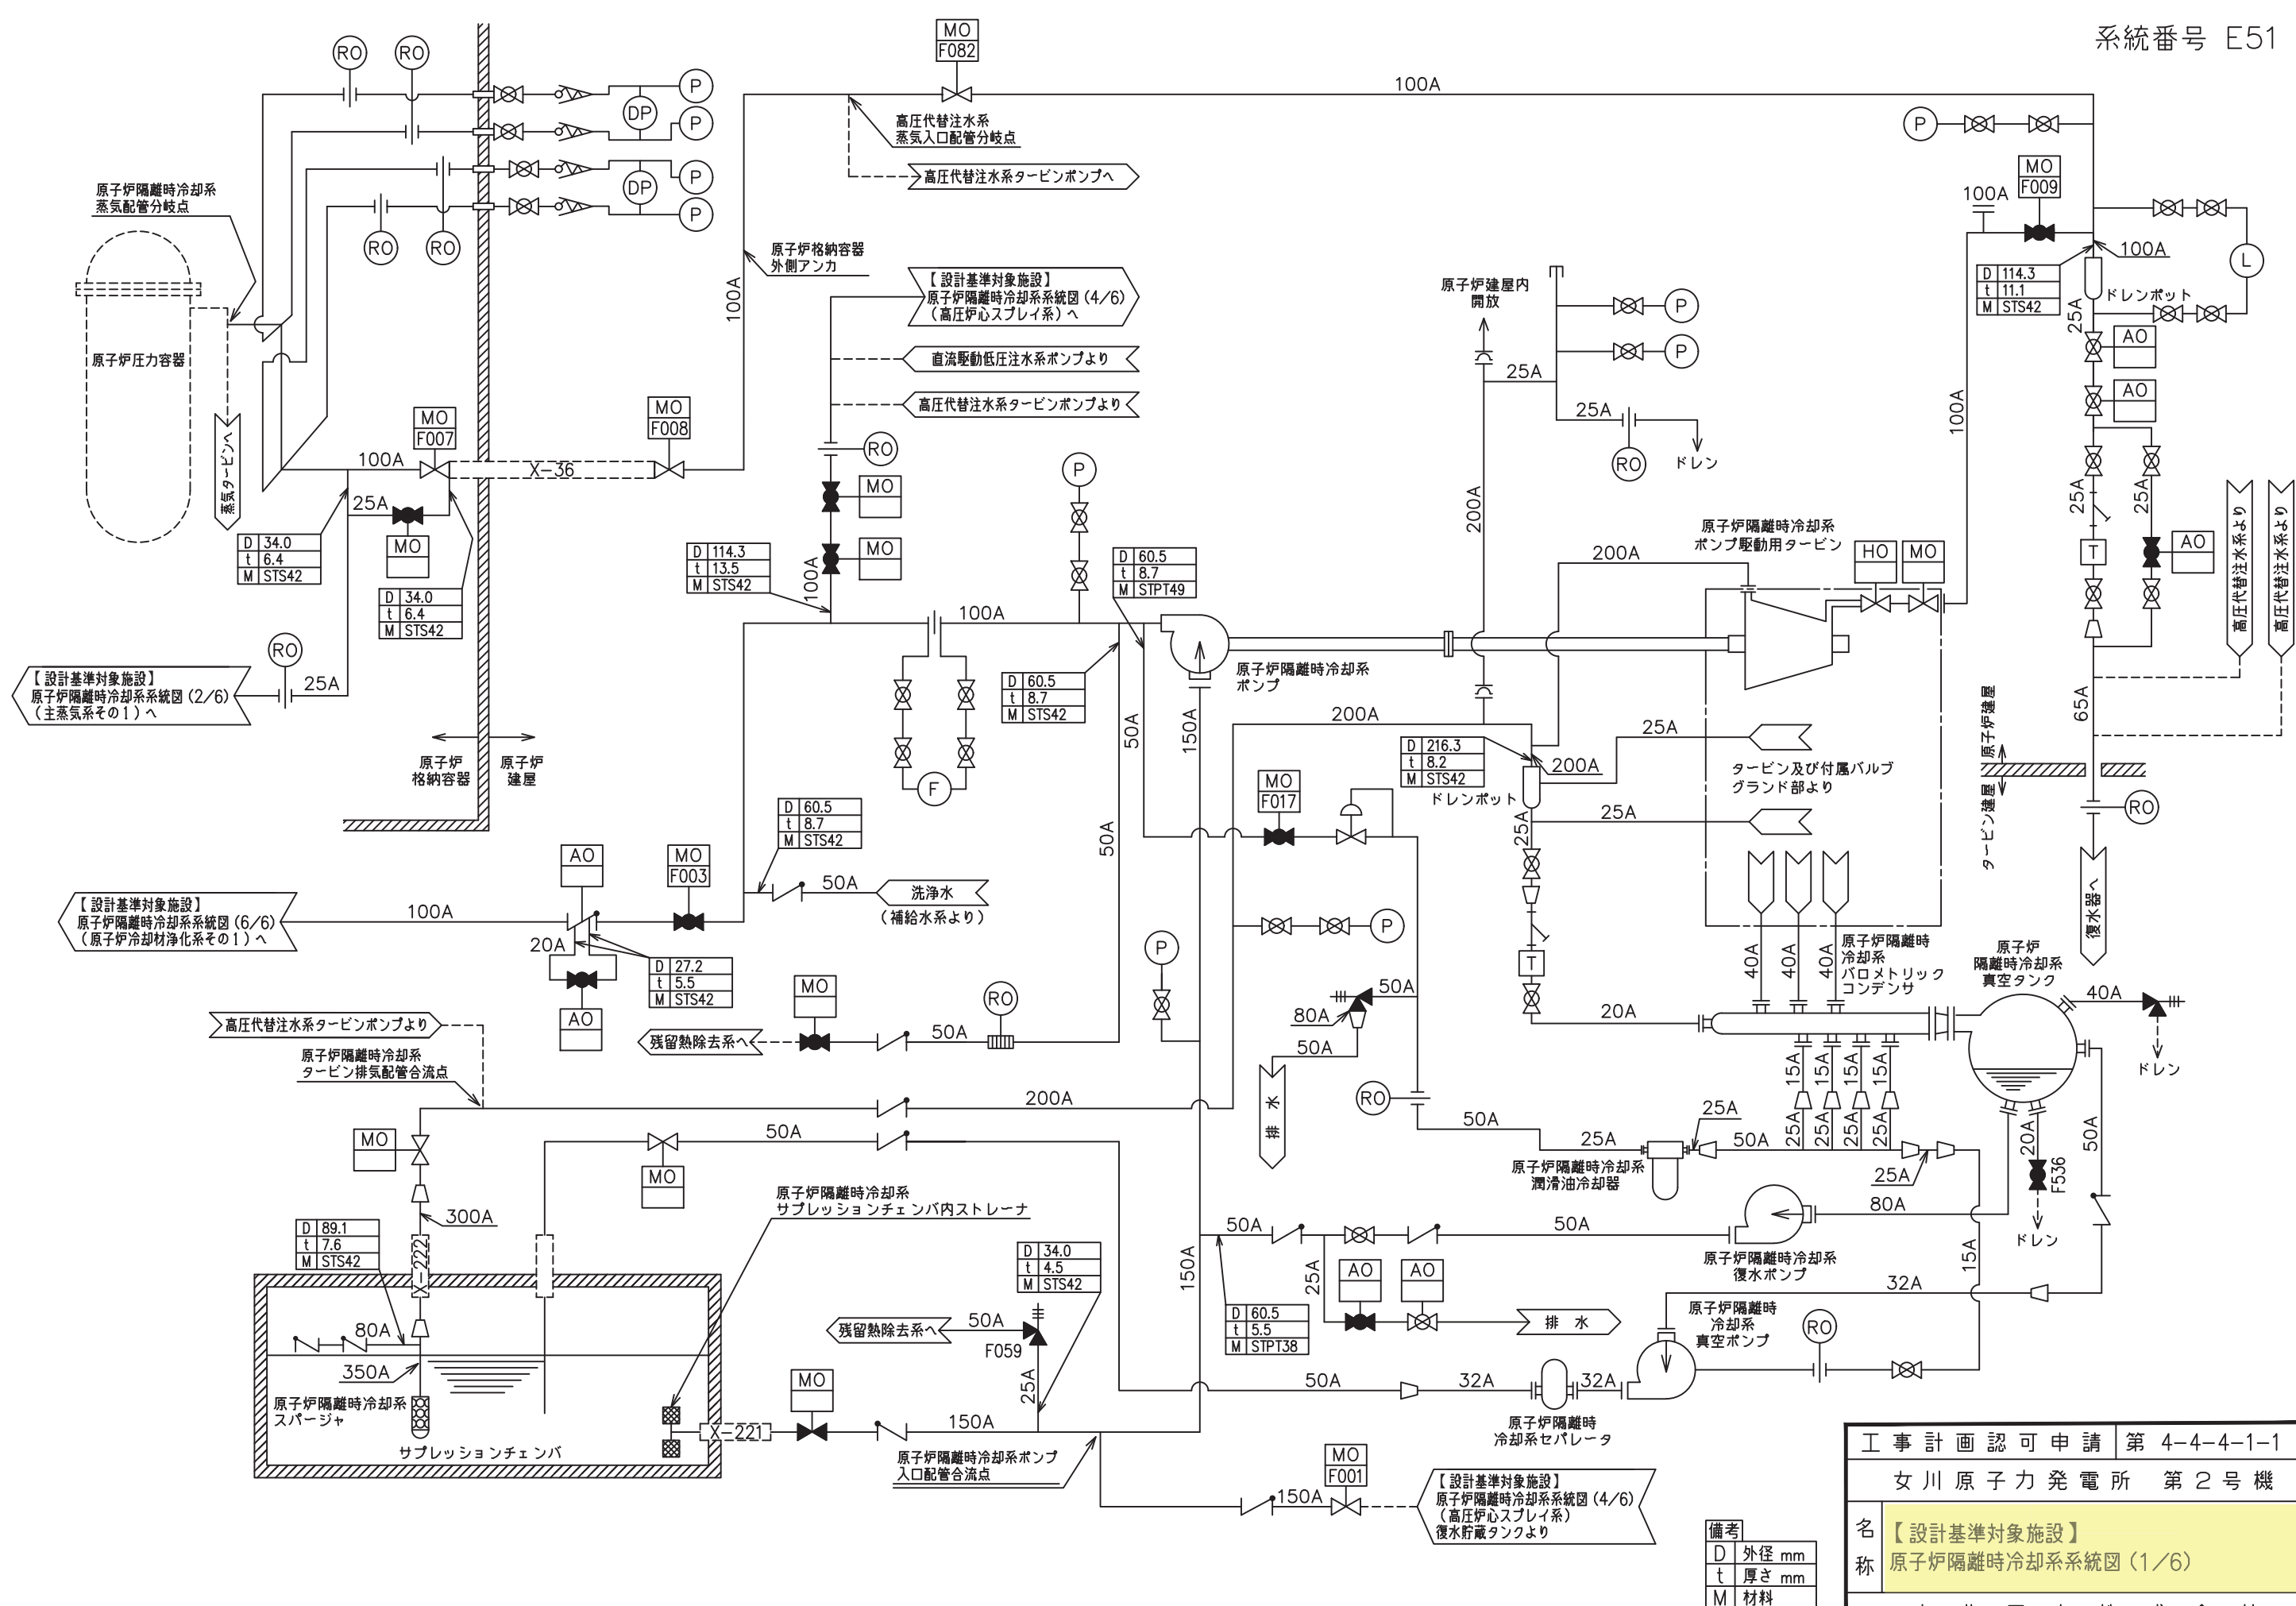 系統番号 E51
RO
RO
P
DP
P
P
DP
P
RO
RO
MO
F082
100A
高圧代替注水系
蒸気入口配管分岐点
高圧代替注水系タービンポンプへ
P
MO
F009
100A
L
100A
D 114.3
t 11.1
M STS42
ドレンポット
25A
AO
AO
原子炉隔離時冷却系
蒸気配管分岐点
原子炉圧力容器
蒸気タービンへ
原子炉格納容器
外側アンカ
100A
【設計基準対象施設】
原子炉隔離時冷却系系統図(4/6)
(高圧炉心スプレイ系)へ
直流駆動低圧注水系ポンプより
高圧代替注水系タービンポンプより
原子炉建屋内
開放
P
P
25A
25A
RO
ドレン
200A
100A
MO
F007
100A
X-36
MO
F008
25A
MO
D 34.0
t 6.4
M STS42
D 34.0
t 6.4
M STS42
RO
25A
【設計基準対象施設】
原子炉隔離時冷却系系統図(2/6)
(主蒸気系その1)へ
原子炉
格納容器
原子炉
建屋
RO
MO
MO
D 114.3
t 13.5
M STS42
100A
100A
P
D 60.5
t 8.7
M STPT49
D 60.5
t 8.7
M STS42
原子炉隔離時冷却系
ポンプ
F
50A
50A
150A
200A
200A
原子炉隔離時冷却系
ポンプ駆動用タービン
HO
MO
25A
25A
T
AO
高圧代替注水系より
高圧代替注水系より
65A
原子炉建屋
タービン建屋
RO
復水器へ
D 216.3
t 8.2
M STS42
200A
ドレンポット
25A
25A
25A
タービン及び付属バルブ
グランド部より
MO
F017
T
20A
P
D 60.5
t 8.7
M STS42
50A
洗浄水
(補給水系より)
AO
MO
F003
100A
【設計基準対象施設】
原子炉隔離時冷却系系統図(6/6)
(原子炉冷却材浄化系その1)へ
20A
AO
D 27.2
t 5.5
M STS42
高圧代替注水系タービンポンプより
原子炉隔離時冷却系
タービン排気配管合流点
残留熱除去系へ
MO
50A
RO
P
50A
80A
50A
排水
RO
50A
40A
40A
40A
原子炉隔離時
冷却系
バロメトリック
コンデンサ
原子炉
隔離時冷却系
真空タンク
40A
ドレン
15A
15A
15A
15A
25A
25A
25A
25A
25A
25A
50A
25A
原子炉隔離時冷却系
潤滑油冷却器
20A
F536
ドレン
50A
80A
200A
MO
50A
MO
300A
X-222
D 89.1
t 7.6
M STS42
80A
350A
原子炉隔離時冷却系
スパージャ
サプレッションチェンバ
原子炉隔離時冷却系
サプレッションチェンバ内ストレーナ
D 34.0
t 4.5
M STS42
残留熱除去系へ
50A
F059
25A
X-221
MO
150A
150A
原子炉隔離時冷却系ポンプ
入口配管合流点
50A
50A
25A
AO
AO
D 60.5
t 5.5
M STPT38
排 水
原子炉隔離時冷却系
復水ポンプ
15A
32A
原子炉隔離時
冷却系
真空ポンプ
RO
50A
32A
32A
原子炉隔離時
冷却系セパレータ
150A
MO
F001
【設計基準対象施設】
原子炉隔離時冷却系系統図(4/6)
(高圧炉心スプレイ系)
復水貯蔵タンクより
備考
D 外径 mm
t 厚さ mm
M 材料
工事計画認可申請 第 4-4-4-1-1
女川原子力発電所 第2号機
名称
【設計基準対象施設】
原子炉隔離時冷却系系統図(1/6)